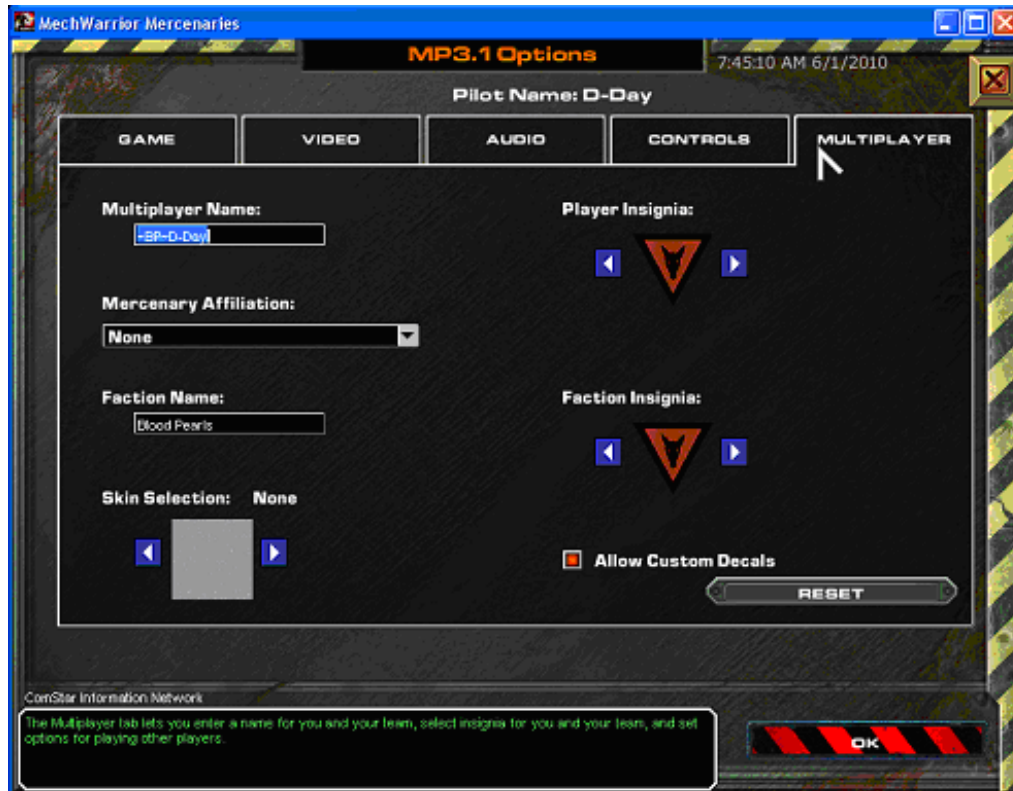 MechWarrior Mercenaries
MP3.1 Options
7:45:10 AM 6/1/2010
Pilot Name: D-Day
GAME
VIDEO
AUDIO
CONTROLS
MULTIPLAYER
Multiplayer Name:
~BP~D-Day
Player Insignia:
Mercenary Affiliation:
None
Faction Name:
Blood Pearls
Faction Insignia:
Skin Selection: None
Allow Custom Decals
RESET
ComStar Information Network
The Multiplayer tab lets you enter a name for you and your team, select insignia for you and your team, and set
options for playing other players.
OK